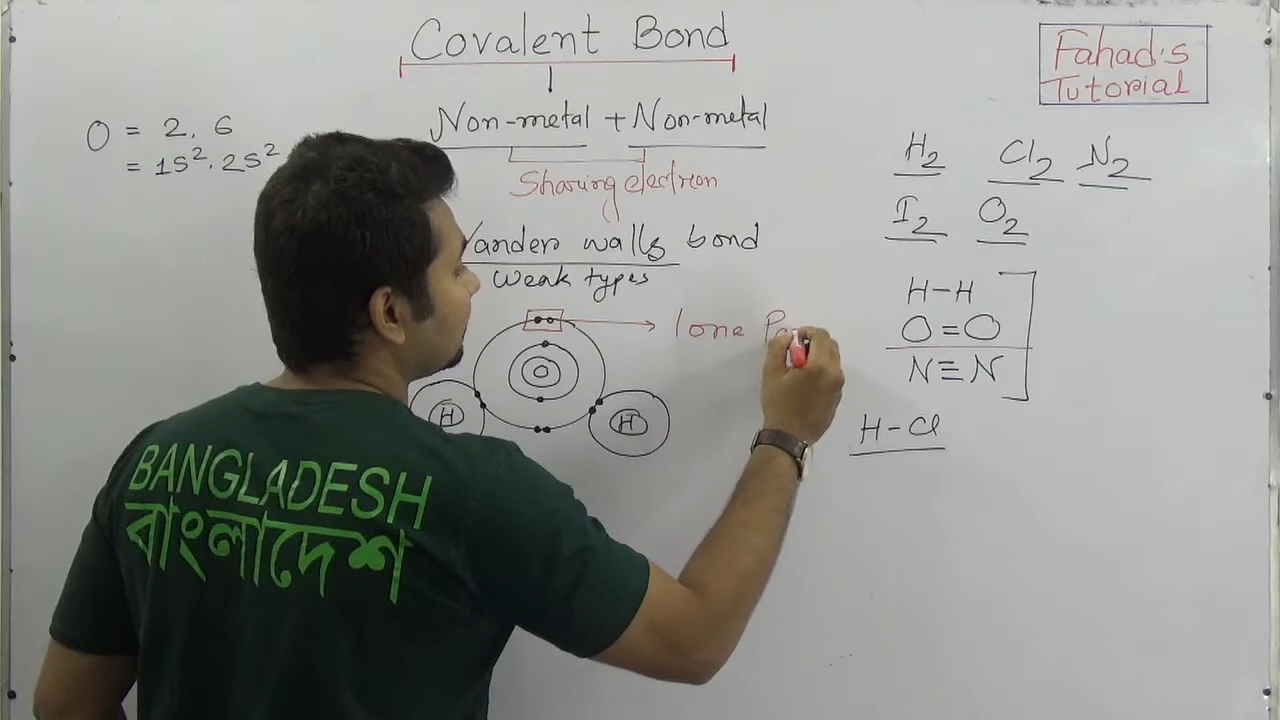 Covalent Bond
Fahad's
Tutorial
Non-metal + Non-metal
Sharing electron
O = 2, 6
= 1S². 2S²
Vander walls bond
Weak types
lone Pa
O
H
H
H₂ Cl₂ N₂
I₂ O₂
H-H
O=O
N≡N
H-Cl
BANGLADESH
বাংলাদেশ